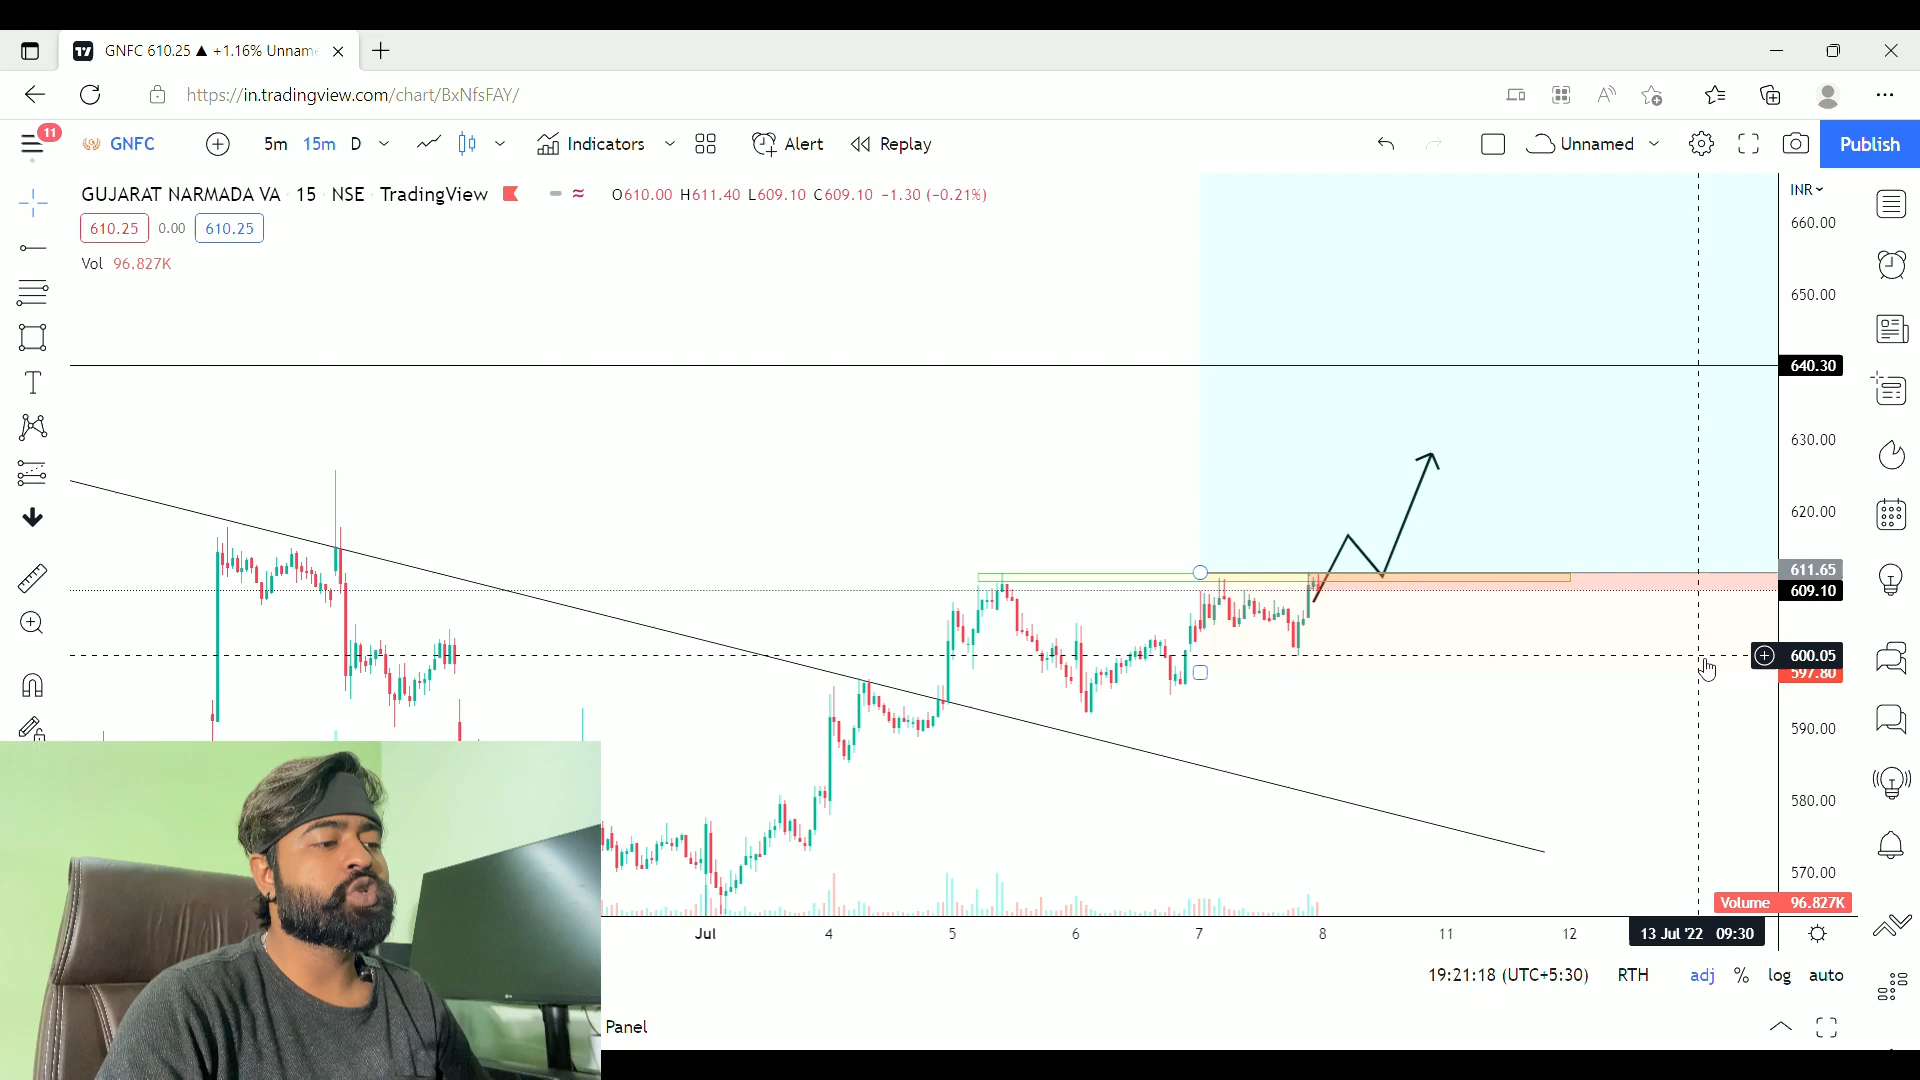 GNFC 610.25 ▲ +1.16% Unname
https://in.tradingview.com/chart/BxNfsFAY/
11
GNFC 5m 15m D Indicators Alert Replay Unnamed Publish
GUJARAT NARMADA VA 15 NSE TradingView O610.00 H611.40 L609.10 C609.10 -1.30 (-0.21%)
INR
610.25 0.00 610.25
Vol 96.827K
660.00
650.00
640.30
630.00
620.00
611.65
609.10
600.05
597.80
590.00
580.00
570.00
Volume 96.827K
Jul 4 5 6 7 8 11 12 13 Jul '22 09:30
19:21:18 (UTC+5:30) RTH adj % log auto
Panel